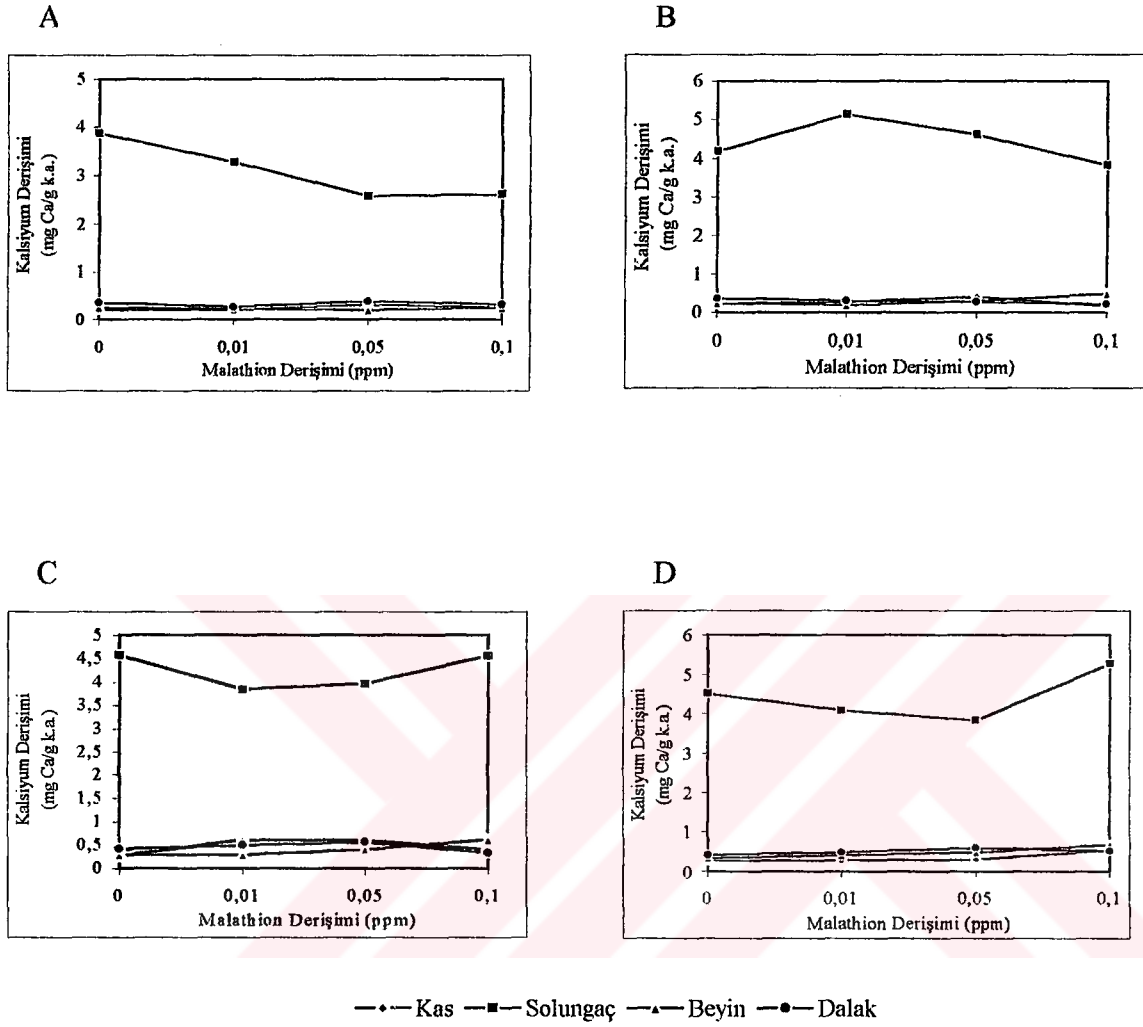 A
Kalsiyum Derişimi
(mg Ca/g k.a.)
5
4
3
2
1
0
0 0,01 0,05 0,1
Malathion Derişimi (ppm)
B
Kalsiyum Derişimi
(mg Ca/g k.a.)
6
5
4
3
2
1
0
0 0,01 0,05 0,1
Malathion Derişimi (ppm)
C
Kalsiyum Derişimi
(mg Ca/g k.a.)
5
4,5
4
3,5
3
2,5
2
1,5
1
0,5
0
0 0,01 0,05 0,1
Malathion Derişimi (ppm)
D
Kalsiyum Derişimi
(mg Ca/g k.a.)
6
5
4
3
2
1
0
0 0,01 0,05 0,1
Malathion Derişimi (ppm)
Kas Solungaç Beyin Dalak